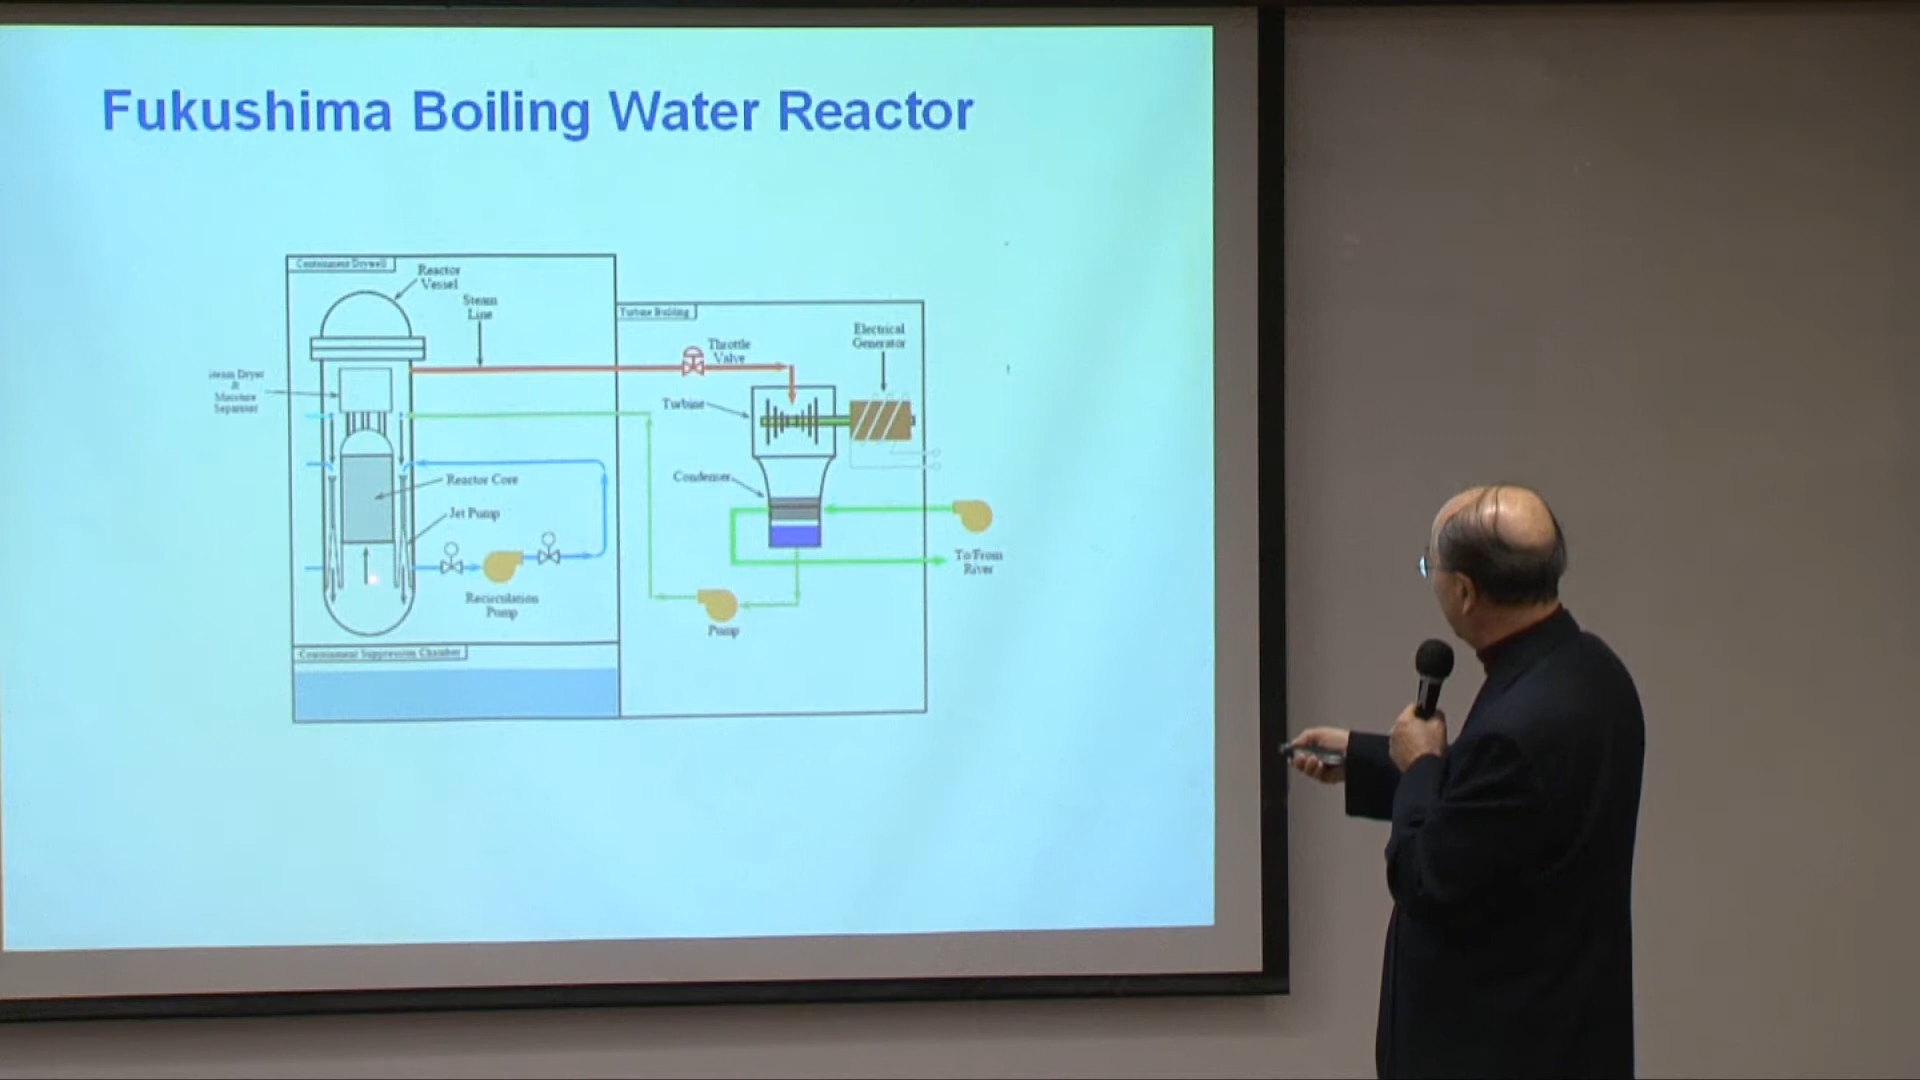 Fukushima Boiling Water Reactor
Containment Drywell
Reactor
Vessel
Steam
Line
Turbine Building
Throttle
Valve
Electrical
Generator
Steam Dryer
&
Moisture
Separator
Turbine
Condenser
Reactor Core
Jet Pump
To/From
River
Recirculation
Pump
Pump
Containment Suppression Chamber